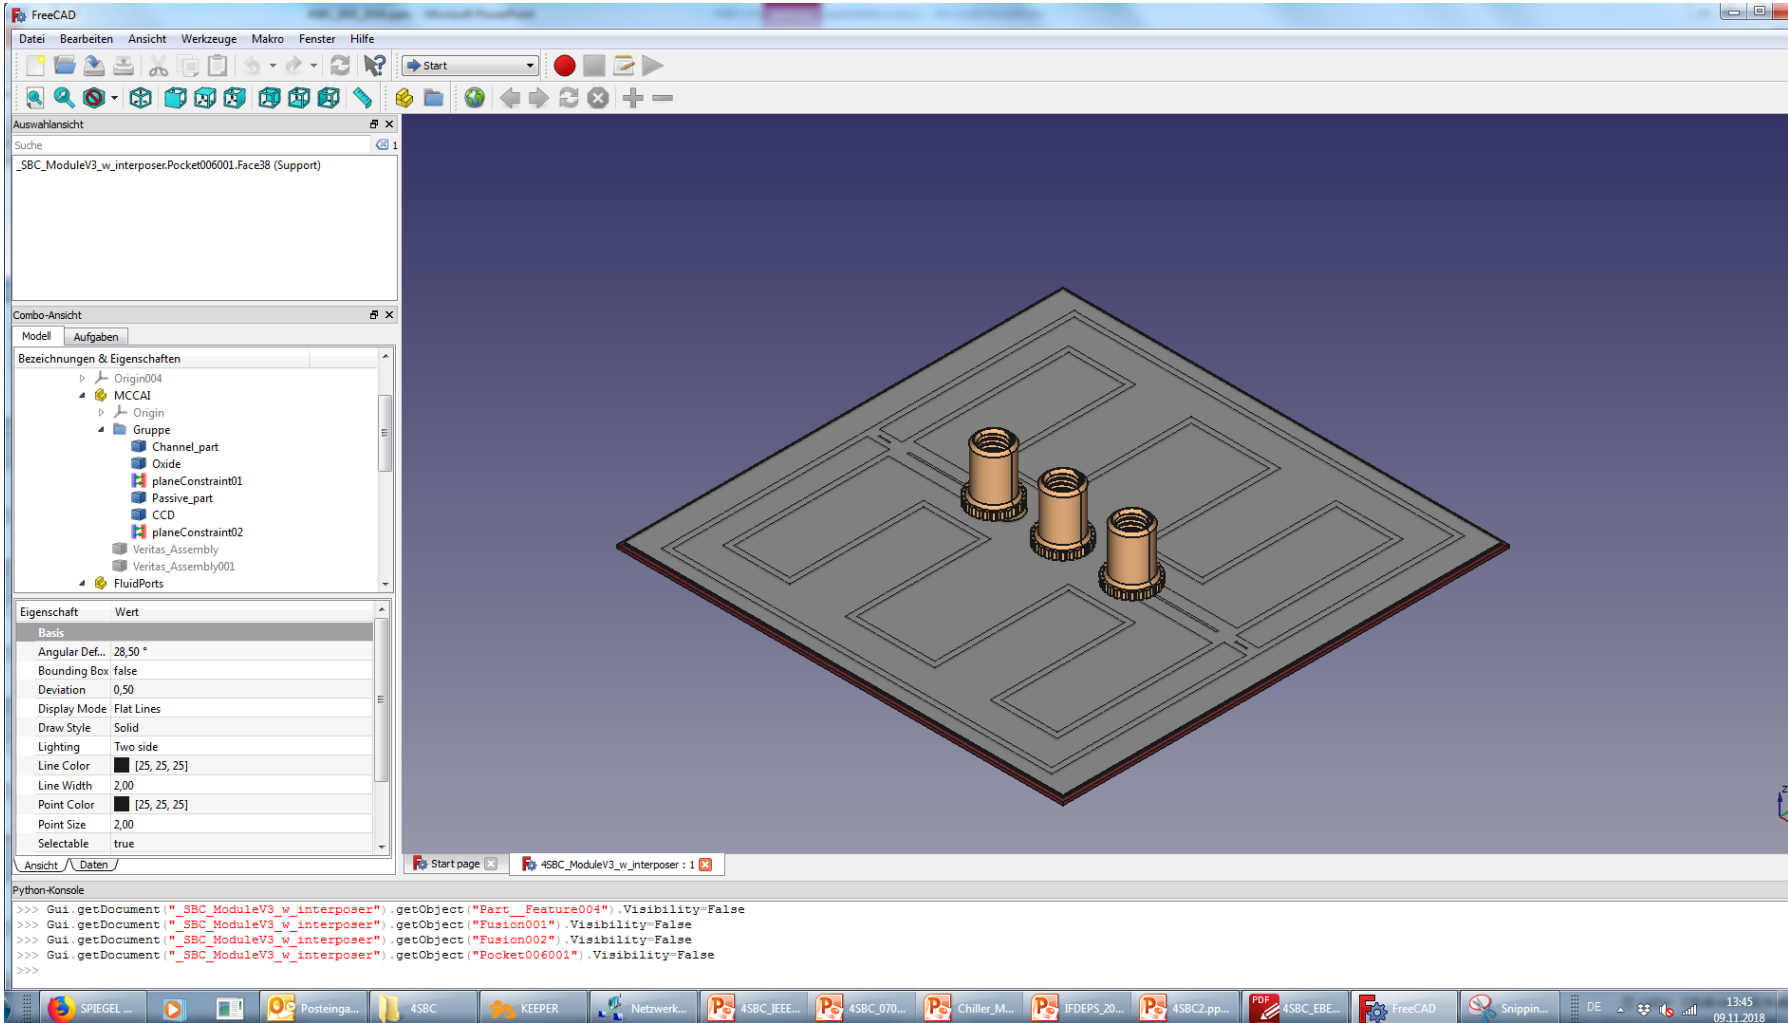 FreeCAD
Datei Bearbeiten Ansicht Werkzeuge Makro Fenster Hilfe
Start
Auswahlansicht
Suche 1
_SBC_ModuleV3_w_interposer.Pocket006001.Face38 (Support)
Combo-Ansicht
Modell Aufgaben
Bezeichnungen & Eigenschaften
Origin004
MCCAI
Origin
Gruppe
Channel_part
Oxide
planeConstraint01
Passive_part
CCD
planeConstraint02
Veritas_Assembly
Veritas_Assembly001
FluidPorts
Eigenschaft Wert
Basis
Angular Def... 28,50 °
Bounding Box false
Deviation 0,50
Display Mode Flat Lines
Draw Style Solid
Lighting Two side
Line Color [25, 25, 25]
Line Width 2,00
Point Color [25, 25, 25]
Point Size 2,00
Selectable true
Ansicht Daten
z
Start page 4SBC_ModuleV3_w_interposer : 1
Python-Konsole
>>> Gui.getDocument("_SBC_ModuleV3_w_interposer").getObject("Part__Feature004").Visibility=False
>>> Gui.getDocument("_SBC_ModuleV3_w_interposer").getObject("Fusion001").Visibility=False
>>> Gui.getDocument("_SBC_ModuleV3_w_interposer").getObject("Fusion002").Visibility=False
>>> Gui.getDocument("_SBC_ModuleV3_w_interposer").getObject("Pocket006001").Visibility=False
>>>
SPIEGEL ... Posteinga... 4SBC KEEPER Netzwerk... 4SBC_IEEE... 4SBC_070... Chiller_M... IFDEPS_20... 4SBC2.pp... PDF 4SBC_EBE... FreeCAD Snippin... DE 13:45
09.11.2018